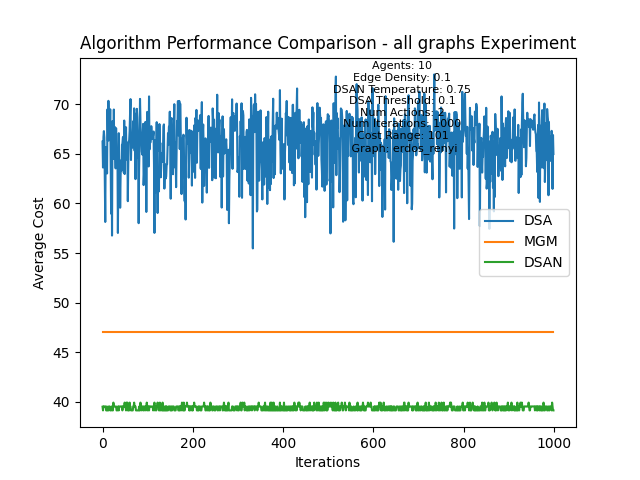 Algorithm Performance Comparison - all graphs Experiment
Agents: 10
Edge Density: 0.1
DSAN Temperature: 0.75
DSA Threshold: 0.1
Num Actions:
Num Iterations: 1000
Cost Range: 101
Graph: erdos_renyi
Average Cost
70
65
60
55
50
45
40
DSA
MGM
DSAN
0
200
400
600
800
1000
Iterations